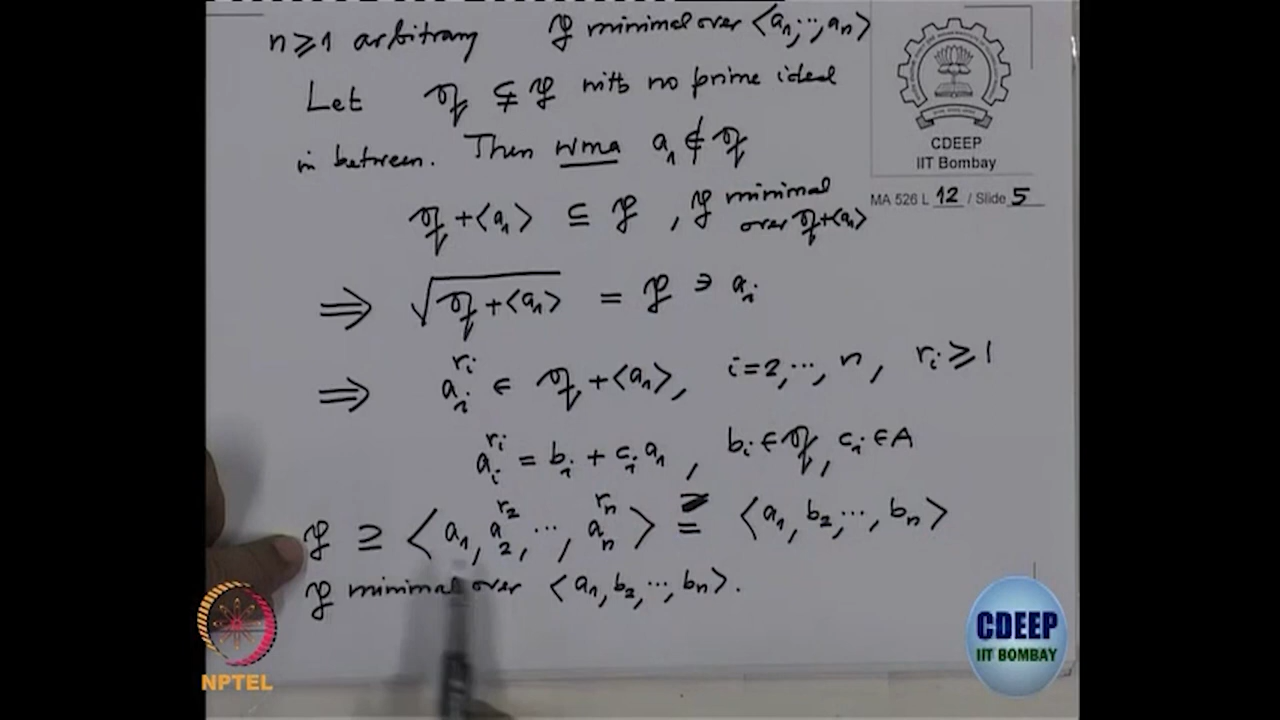 n ≥ 1 arbitrary   𝔭 minimal over ⟨a₁, ⋯, aₙ⟩
Let   𝔮 ⊊ 𝔭 with no prime ideal
in between. Then wma a₁ ∉ 𝔮
𝔮 + ⟨a₁⟩ ⊆ 𝔭 , 𝔭 minimal
over 𝔮+⟨a₁⟩
⟹ √(𝔮 + ⟨a₁⟩) = 𝔭 ∋ aᵢ
⟹ aᵢ^{rᵢ} ∈ 𝔮 + ⟨a₁⟩, i=2, ⋯, n, rᵢ ≥ 1
aᵢ^{rᵢ} = bᵢ + cᵢ a₁ , bᵢ ∈ 𝔮, cᵢ ∈ A
𝔭 ⊇ ⟨a₁, a₂^{r₂}, ⋯, aₙ^{rₙ}⟩ = ⟨a₁, b₂, ⋯, bₙ⟩
𝔭 minimal over ⟨a₁, b₂, ⋯, bₙ⟩.
CDEEP
IIT Bombay
MA 526 L 12 / Slide 5
NPTEL
CDEEP
IIT BOMBAY